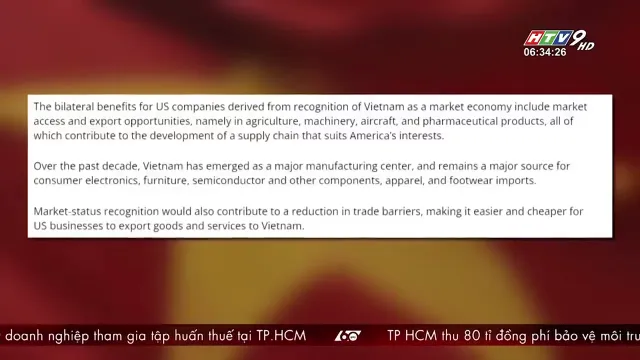 HTV9 HD
06:34:26
The bilateral benefits for US companies derived from recognition of Vietnam as a market economy include market
access and export opportunities, namely in agriculture, machinery, aircraft, and pharmaceutical products, all of
which contribute to the development of a supply chain that suits America's interests.
Over the past decade, Vietnam has emerged as a major manufacturing center, and remains a major source for
consumer electronics, furniture, semiconductor and other components, apparel, and footwear imports.
Market-status recognition would also contribute to a reduction in trade barriers, making it easier and cheaper for
US businesses to export goods and services to Vietnam.
doanh nghiệp tham gia tập huấn thuế tại TP.HCM 60 TP HCM thu 80 tỉ đồng phí bảo vệ môi